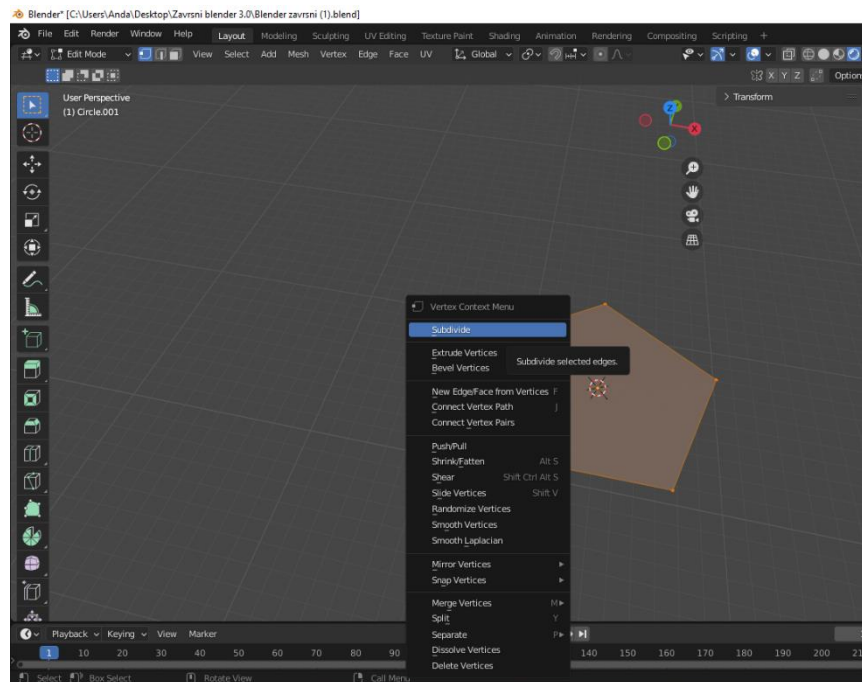 Blender* [C:\Users\Anda\Desktop\Zavrsni blender 3.0\Blender zavrsni (1).blend]
File Edit Render Window Help Layout Modeling Sculpting UV Editing Texture Paint Shading Animation Rendering Compositing Scripting +
Edit Mode View Select Add Mesh Vertex Edge Face UV Global
X Y Z Option
User Perspective
(1) Circle.001
> Transform
Z
X
Vertex Context Menu
Subdivide
Extrude Vertices
Subdivide selected edges.
Bevel Vertices
New Edge/Face from Vertices F
Connect Vertex Path J
Connect Vertex Pairs
Push/Pull
Shrink/Fatten Alt S
Shear Shift Ctrl Alt S
Slide Vertices Shift V
Randomize Vertices
Smooth Vertices
Smooth Laplacian
Mirror Vertices
Snap Vertices
Merge Vertices M
Split Y
Separate P
Dissolve Vertices
Delete Vertices
Playback Keying View Marker
1 10 20 30 40 50 60 70 80 90 140 150 160 170 180 190 200 21
Select Box Select Rotate View Call Menu